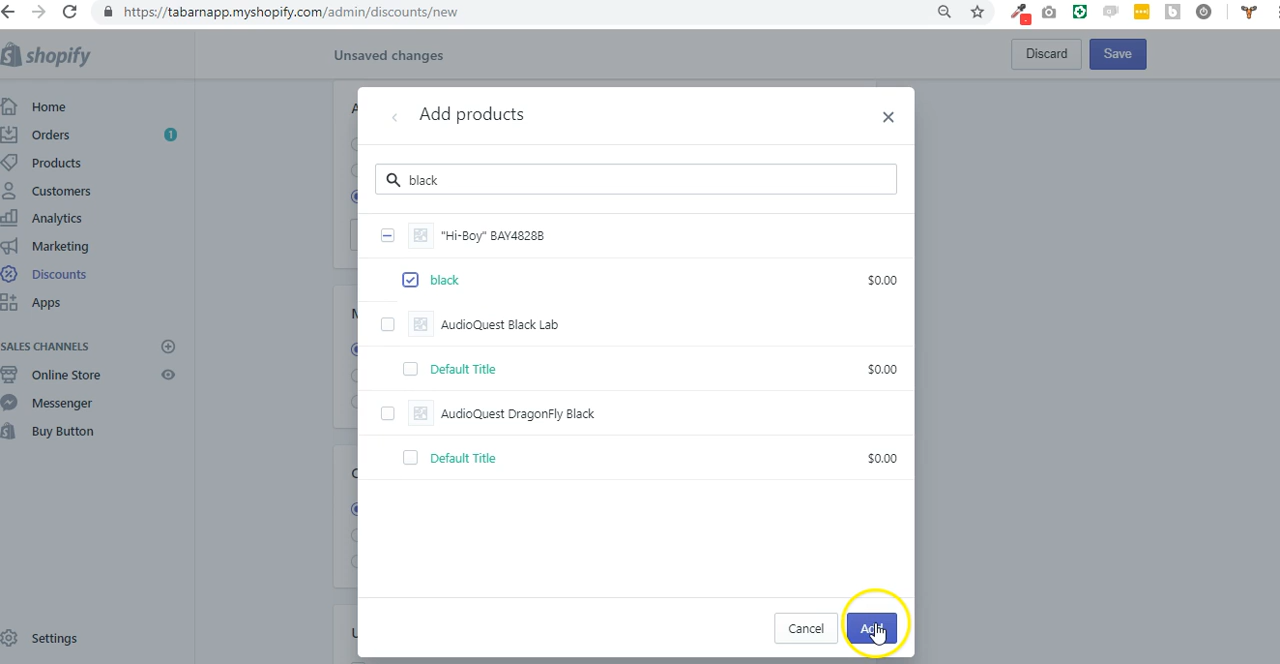 https://tabarnapp.myshopify.com/admin/discounts/new
shopify
Unsaved changes
Discard
Save
Home
Orders
1
Products
Customers
Analytics
Marketing
Discounts
Apps
SALES CHANNELS
Online Store
Messenger
Buy Button
Settings
Add products
black
"Hi-Boy" BAY4828B
black
$0.00
AudioQuest Black Lab
Default Title
$0.00
AudioQuest DragonFly Black
Default Title
$0.00
Cancel
Add